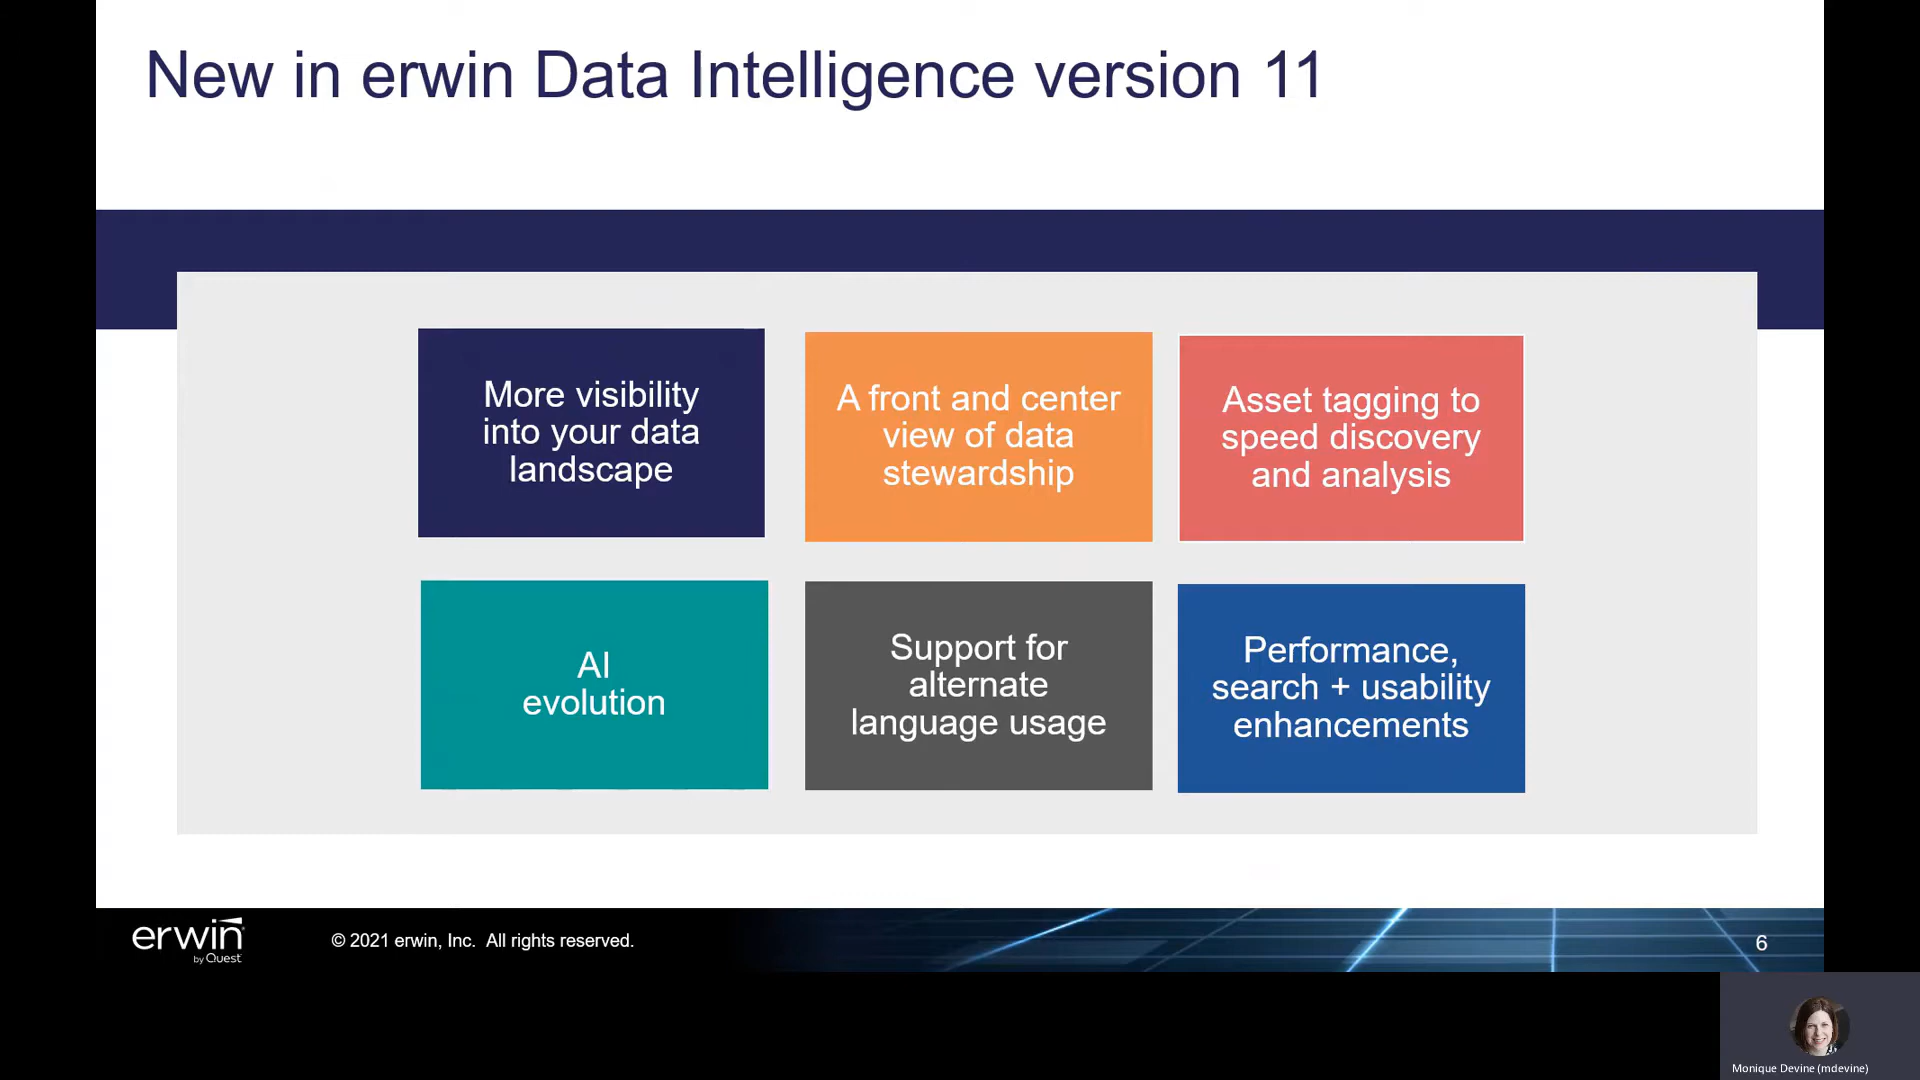 New in erwin Data Intelligence version 11
More visibility
into your data
landscape
A front and center
view of data
stewardship
Asset tagging to
speed discovery
and analysis
AI
evolution
Support for
alternate
language usage
Performance,
search + usability
enhancements
erwin
by Quest
© 2021 erwin, Inc. All rights reserved.
6
Monique Devine (mdevine)